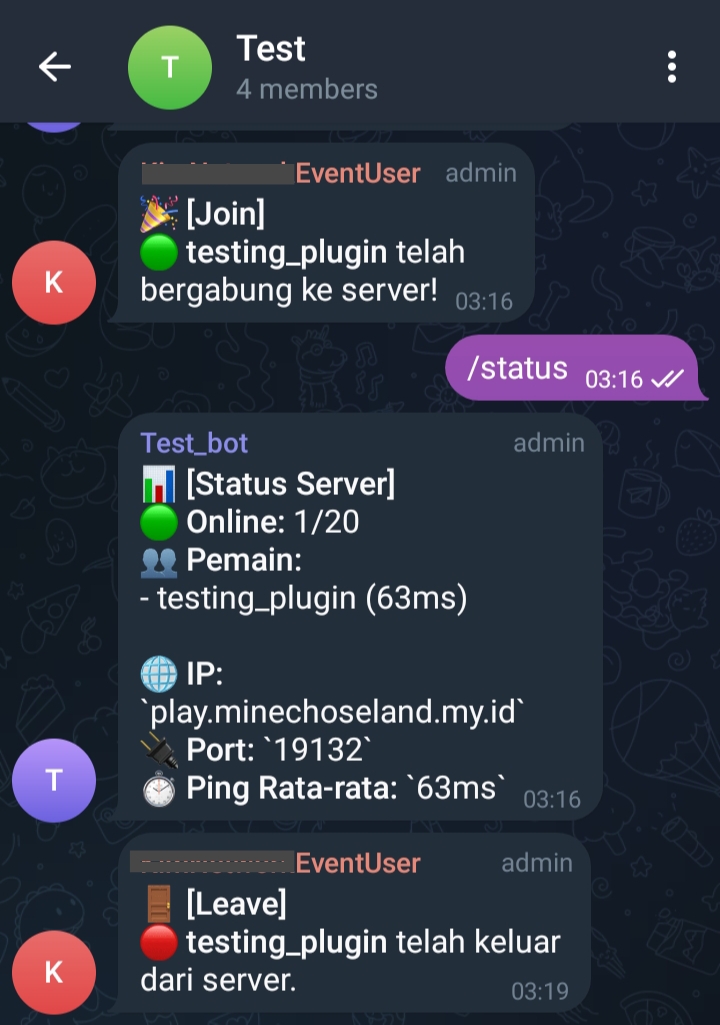 T
Test
4 members
EventUser admin
🎉 [Join]
🟢 testing_plugin telah
bergabung ke server! 03:16
K
/status 03:16
Test_bot admin
📊 [Status Server]
🟢 Online: 1/20
👥 Pemain:
- testing_plugin (63ms)
🌐 IP:
`play.minechoseland.my.id`
🔌 Port: `19132`
⏱️ Ping Rata-rata: `63ms` 03:16
T
EventUser admin
🚪 [Leave]
🔴 testing_plugin telah keluar
dari server. 03:19
K